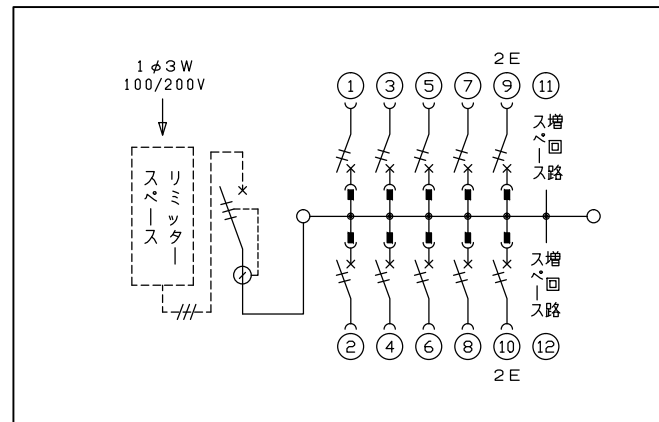 1φ3W
100/200V
リミッター
スペース
2E
① ③ ⑤ ⑦ ⑨ ⑪
増回路
スペース
増回路
スペース
② ④ ⑥ ⑧ ⑩ ⑫
2E